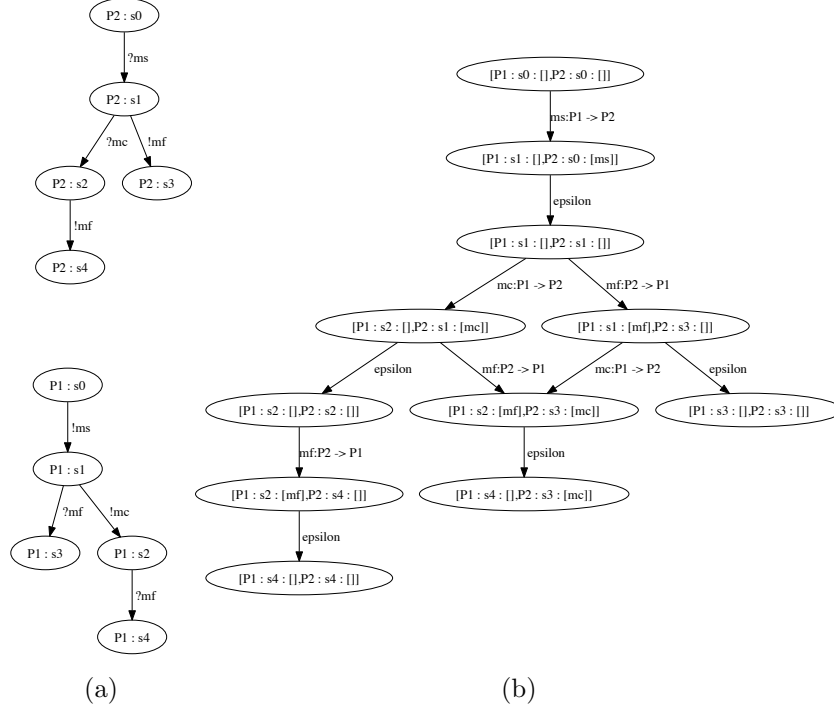 P2 : s0
?ms
P2 : s1
?mc
!mf
P2 : s2
P2 : s3
!mf
P2 : s4
P1 : s0
!ms
P1 : s1
?mf
!mc
P1 : s3
P1 : s2
?mf
P1 : s4
(a)
[P1 : s0 : [],P2 : s0 : []]
ms:P1 -> P2
[P1 : s1 : [],P2 : s0 : [ms]]
epsilon
[P1 : s1 : [],P2 : s1 : []]
mc:P1 -> P2
mf:P2 -> P1
[P1 : s2 : [],P2 : s1 : [mc]]
[P1 : s1 : [mf],P2 : s3 : []]
epsilon
mf:P2 -> P1
mc:P1 -> P2
epsilon
[P1 : s2 : [],P2 : s2 : []]
[P1 : s2 : [mf],P2 : s3 : [mc]]
[P1 : s3 : [],P2 : s3 : []]
mf:P2 -> P1
epsilon
[P1 : s2 : [mf],P2 : s4 : []]
[P1 : s4 : [],P2 : s3 : [mc]]
epsilon
[P1 : s4 : [],P2 : s4 : []]
(b)